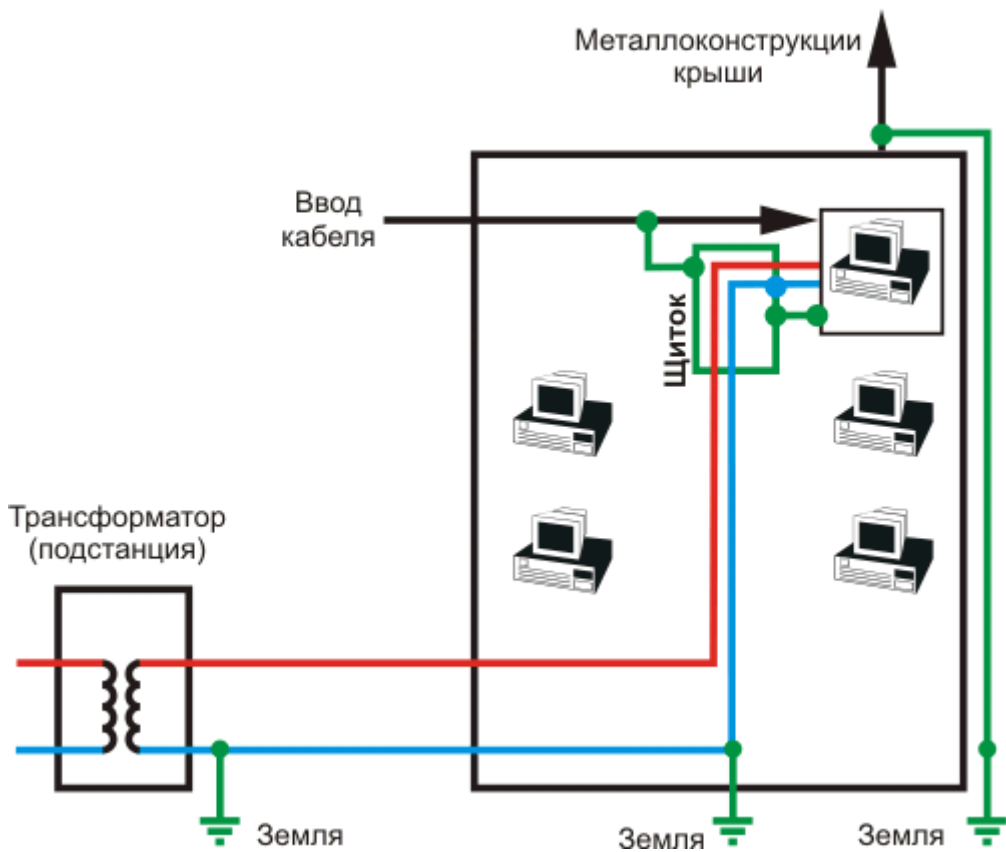 Металлоконструкции
крыши
Ввод
кабеля
Щиток
Трансформатор
(подстанция)
Земля
Земля
Земля